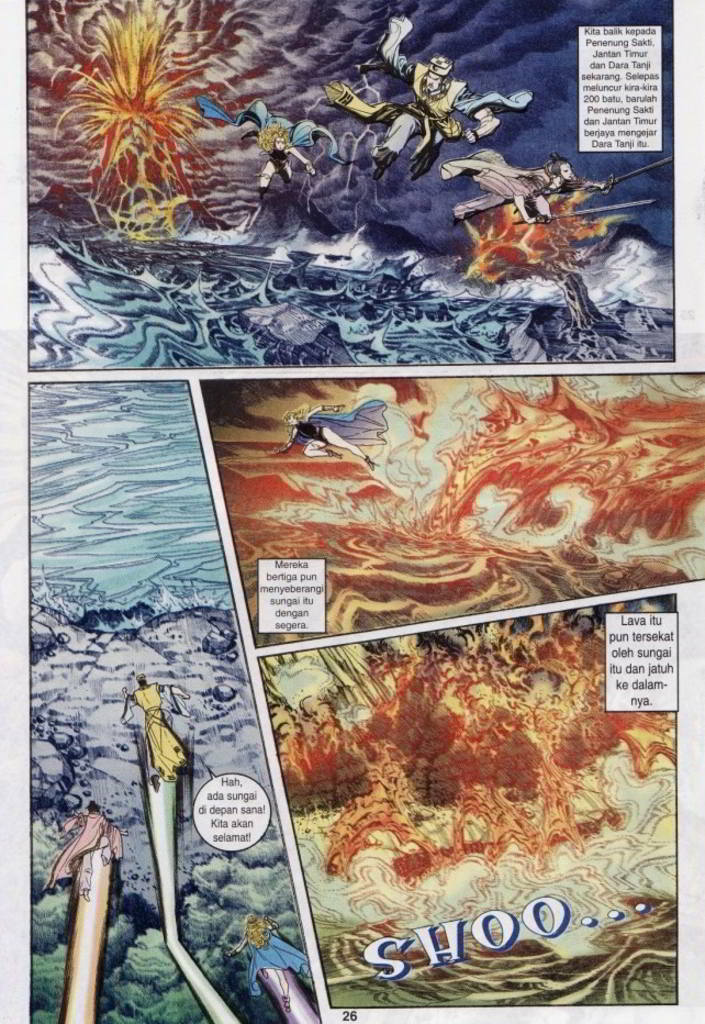 Kita balik kepada
Penenung Sakti,
Jantan Timur
dan Dara Tanji
sekarang. Selepas
meluncur kira-kira
200 batu, barulah
Penenung Sakti
dan Jantan Timur
berjaya mengejar
Dara Tanji itu.
Hah,
ada sungai
di depan sana!
Kita akan
selamat!
Mereka
bertiga pun
menyeberangi
sungai itu
dengan
segera.
Lava itu
pun tersekat
oleh sungai
itu dan jatuh
ke dalam-
nya.
SHOO...
26